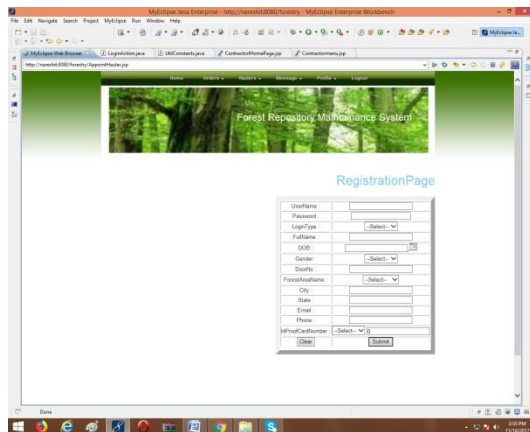 MyEclipse Java Enterprise - http://nareshit:8080/forestry - MyEclipse Enterprise Workbench
File Edit Navigate Search Project MyEclipse Run Window Help
MyEclipse Ja...
MyEclipse Web Browser LoginAction.java UtilConstants.java ContractorHomePage.jsp Contractormenu.jsp
http://nareshit:8080/forestry/AppointHauler.jsp
Home Orders Haulers Message Profile Logout
Forest Repository Maintainance System
RegistrationPage
UserName :
Password :
LoginType : --Select--
FullName :
DOB :
Gender : --Select--
DoorNo :
ForestAreaName : --Select--
City :
State :
Email :
Phone :
IdProofCardNumber : --Select-- 0
Clear Submit
Done
2:55 PM